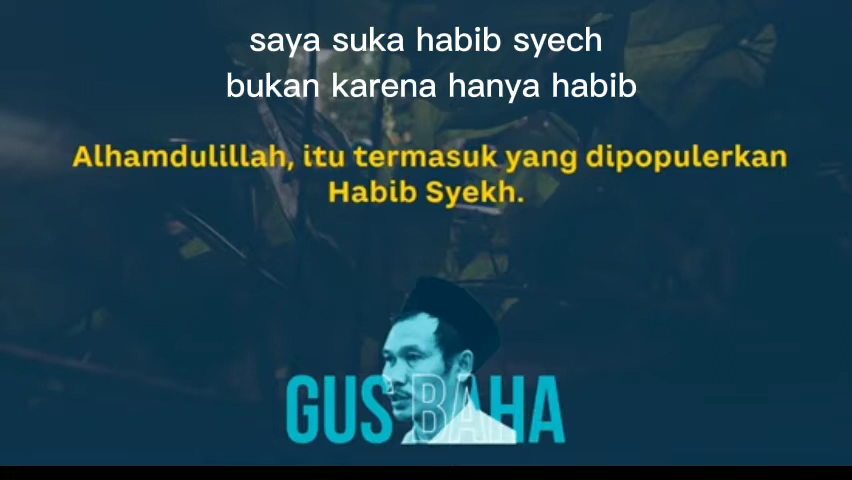 saya suka habib syech
bukan karena hanya habib
Alhamdulillah, itu termasuk yang dipopulerkan
Habib Syekh.
GUS BAHA